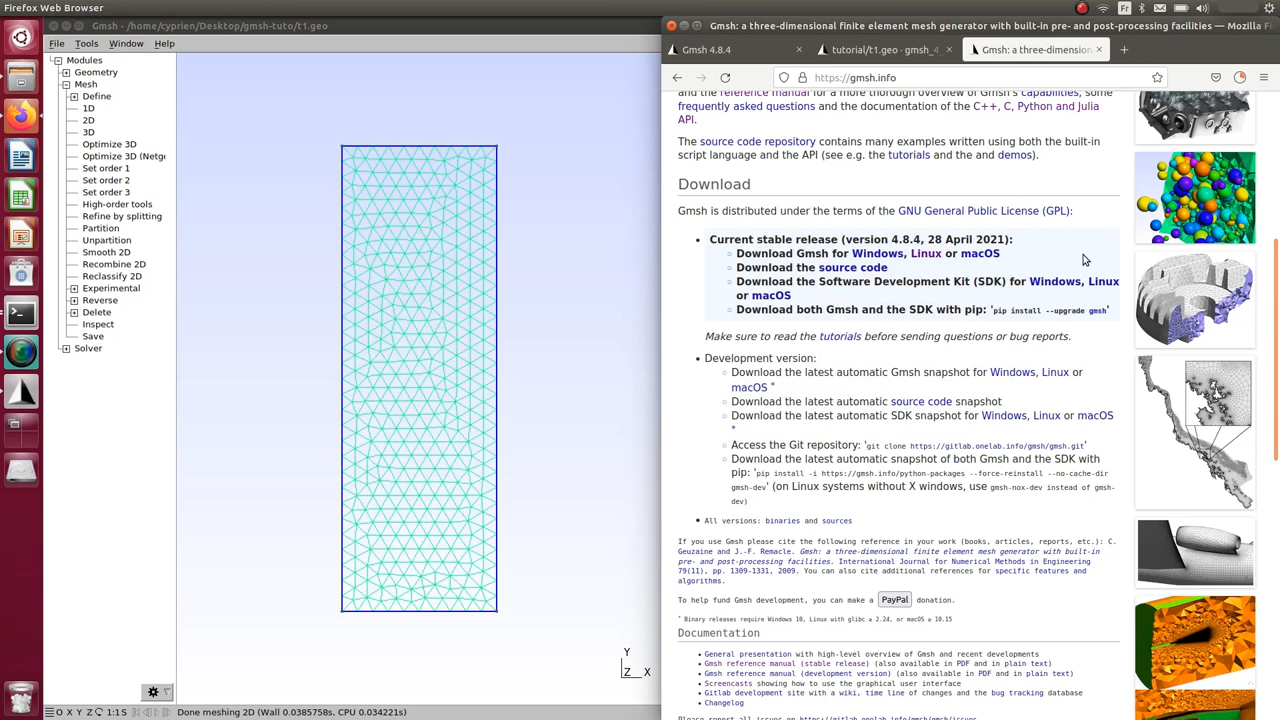 Firefox Web Browser
Fr
Gmsh - /home/cyprien/Desktop/gmsh-tuto/t1.geo
File Tools Window Help
Modules
Geometry
Mesh
Define
1D
2D
3D
Optimize 3D
Optimize 3D (Netg
Set order 1
Set order 2
Set order 3
High-order tools
Refine by splitting
Partition
Unpartition
Smooth 2D
Recombine 2D
Reclassify 2D
Experimental
Reverse
Delete
Inspect
Save
Solver
Y
Z X
O X Y Z 1:1 S Done meshing 2D (Wall 0.0385758s, CPU 0.034221s)
Gmsh: a three-dimensional finite element mesh generator with built-in pre- and post-processing facilities — Mozilla Fi
Gmsh 4.8.4
tutorial/t1.geo · gmsh_4
Gmsh: a three-dimension
https://gmsh.info
and the reference manual for a more thorough overview of Gmsh's capabilities, some
frequently asked questions and the documentation of the C++, C, Python and Julia
API.
The source code repository contains many examples written using both the built-in
script language and the API (see e.g. the tutorials and the and demos).
Download
Gmsh is distributed under the terms of the GNU General Public License (GPL):
Current stable release (version 4.8.4, 28 April 2021):
Download Gmsh for Windows, Linux or macOS
Download the source code
Download the Software Development Kit (SDK) for Windows, Linux
or macOS
Download both Gmsh and the SDK with pip: 'pip install --upgrade gmsh'
Make sure to read the tutorials before sending questions or bug reports.
Development version:
Download the latest automatic Gmsh snapshot for Windows, Linux or
macOS *
Download the latest automatic source code snapshot
Download the latest automatic SDK snapshot for Windows, Linux or macOS
*
Access the Git repository: 'git clone https://gitlab.onelab.info/gmsh/gmsh.git'
Download the latest automatic snapshot of both Gmsh and the SDK with
pip: 'pip install -i https://gmsh.info/python-packages --force-reinstall --no-cache-dir
gmsh-dev' (on Linux systems without X windows, use gmsh-nox-dev instead of gmsh-
dev)
All versions: binaries and sources
If you use Gmsh please cite the following reference in your work (books, articles, reports, etc.): C.
Geuzaine and J.-F. Remacle. Gmsh: a three-dimensional finite element mesh generator with built-in
pre- and post-processing facilities. International Journal for Numerical Methods in Engineering
79(11), pp. 1309-1331, 2009. You can also cite additional references for specific features and
algorithms.
To help fund Gmsh development, you can make a PayPal donation.
* Binary releases require Windows 10, Linux with glibc ≥ 2.24, or macOS ≥ 10.15
Documentation
General presentation with high-level overview of Gmsh and recent developments
Gmsh reference manual (stable release) (also available in PDF and in plain text)
Gmsh reference manual (development version) (also available in PDF and in plain text)
Screencasts showing how to use the graphical user interface
Gitlab development site with a wiki, time line of changes and the bug tracking database
Changelog
Please report all issues on https://gitlab.onelab.info/gmsh/gmsh/issues